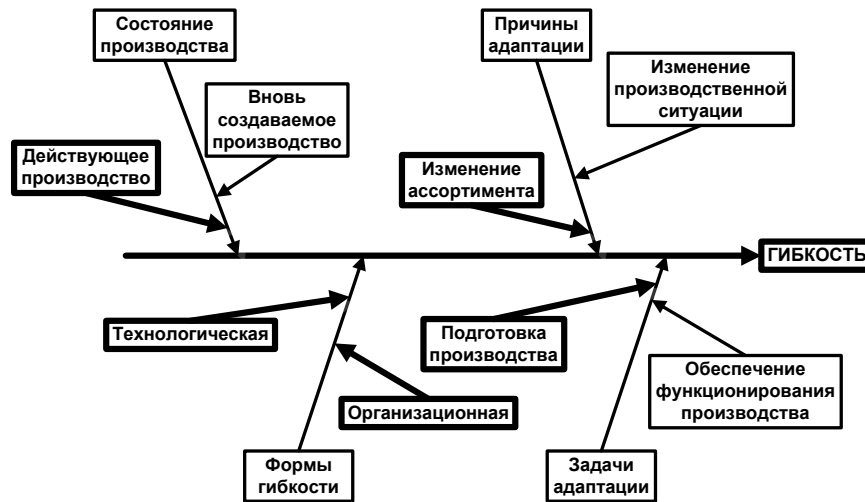 Состояние
производства
Причины
адаптации
Вновь
создаваемое
производство
Изменение
производственной
ситуации
Действующее
производство
Изменение
ассортимента
ГИБКОСТЬ
Технологическая
Подготовка
производства
Организационная
Обеспечение
функционирования
производства
Формы
гибкости
Задачи
адаптации